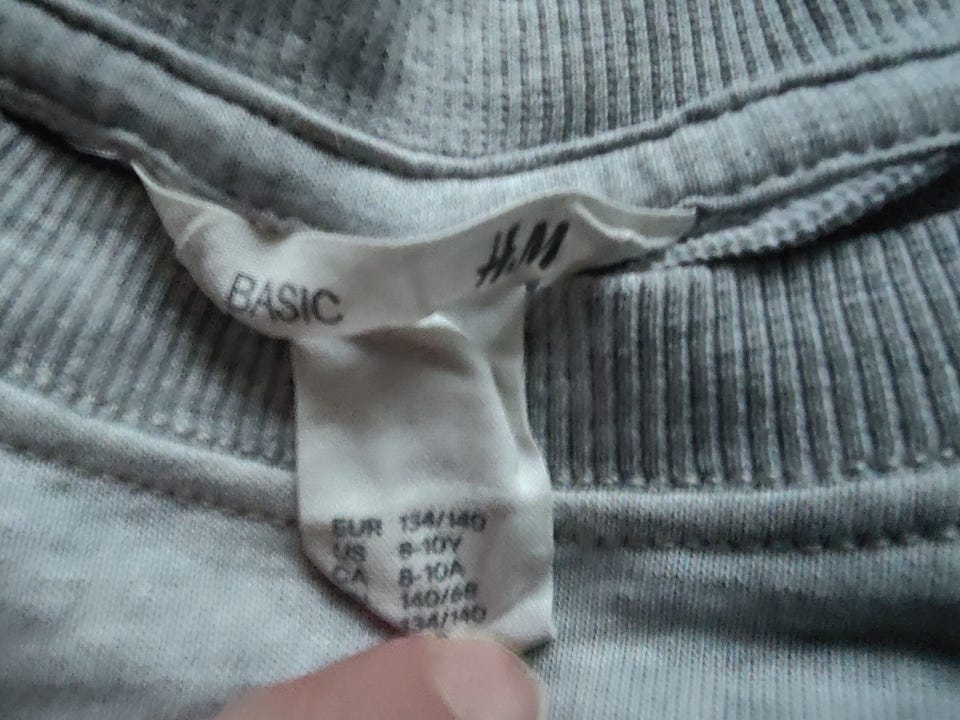 BASIC H&M
EUR 134/140
US 8-10Y
CA 8-10A
140/68
134/140